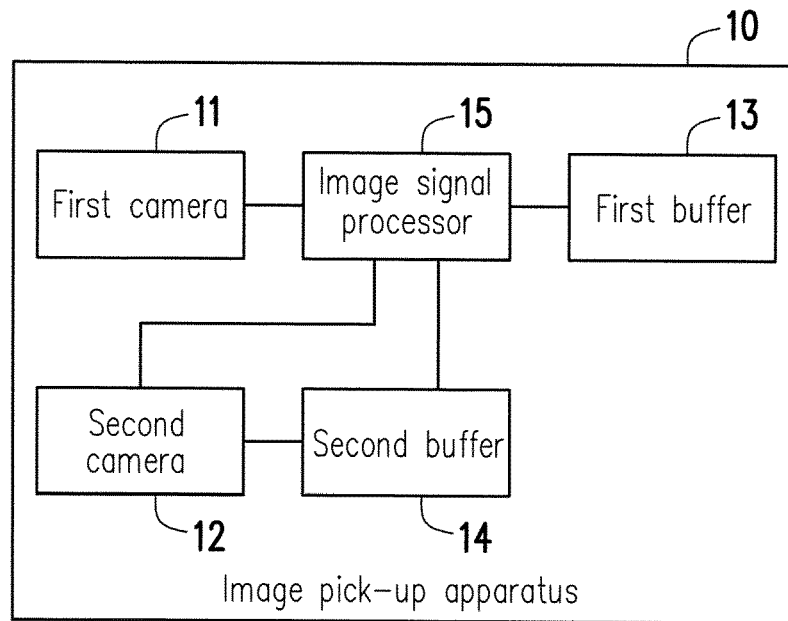 10
11
15
13
First camera
Image signal
processor
First buffer
Second
camera
Second buffer
12
14
Image pick-up apparatus